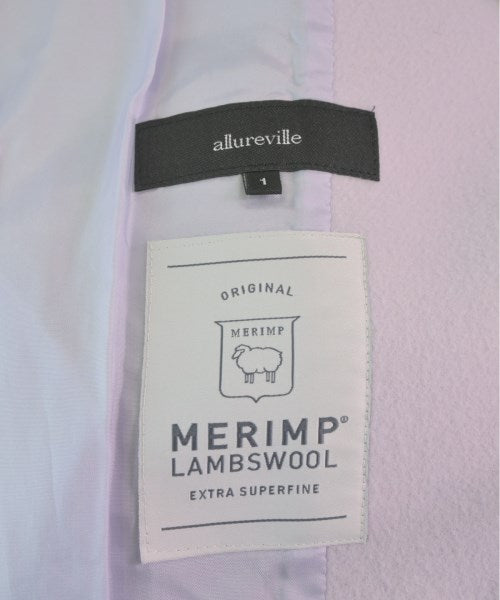 allureville
1
ORIGINAL
MERIMP
MERIMP®
LAMBSWOOL
EXTRA SUPERFINE